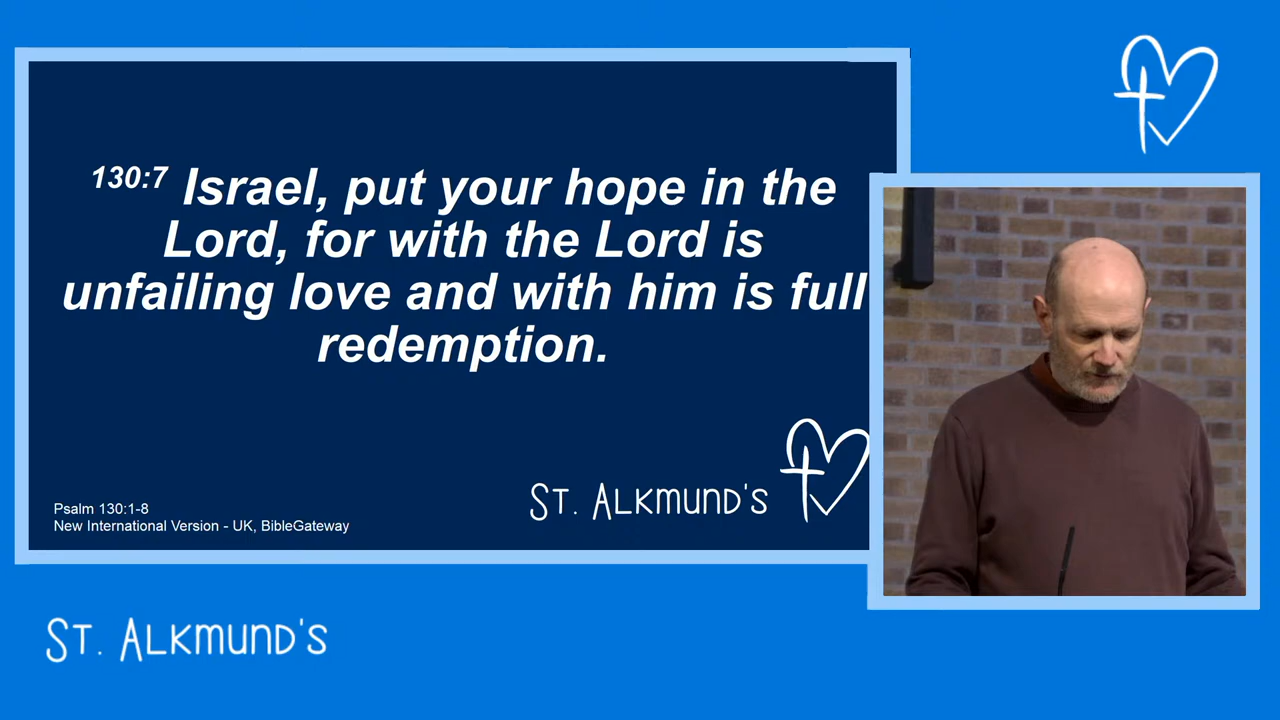 130:7 Israel, put your hope in the
Lord, for with the Lord is
unfailing love and with him is full
redemption.
St. Alkmund's
Psalm 130:1-8
New International Version - UK, BibleGateway
St. Alkmund's